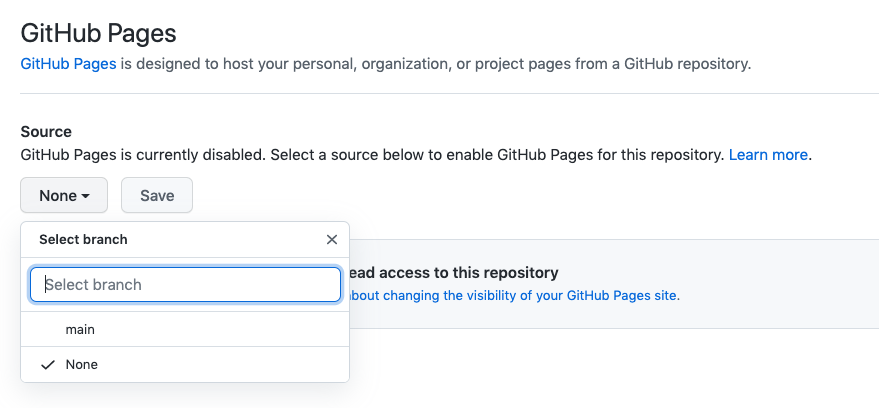 GitHub Pages
GitHub Pages is designed to host your personal, organization, or project pages from a GitHub repository.
Source
GitHub Pages is currently disabled. Select a source below to enable GitHub Pages for this repository. Learn more.
None Save
Select branch
Select branch
main
None
access to this repository
changing the visibility of your GitHub Pages site.